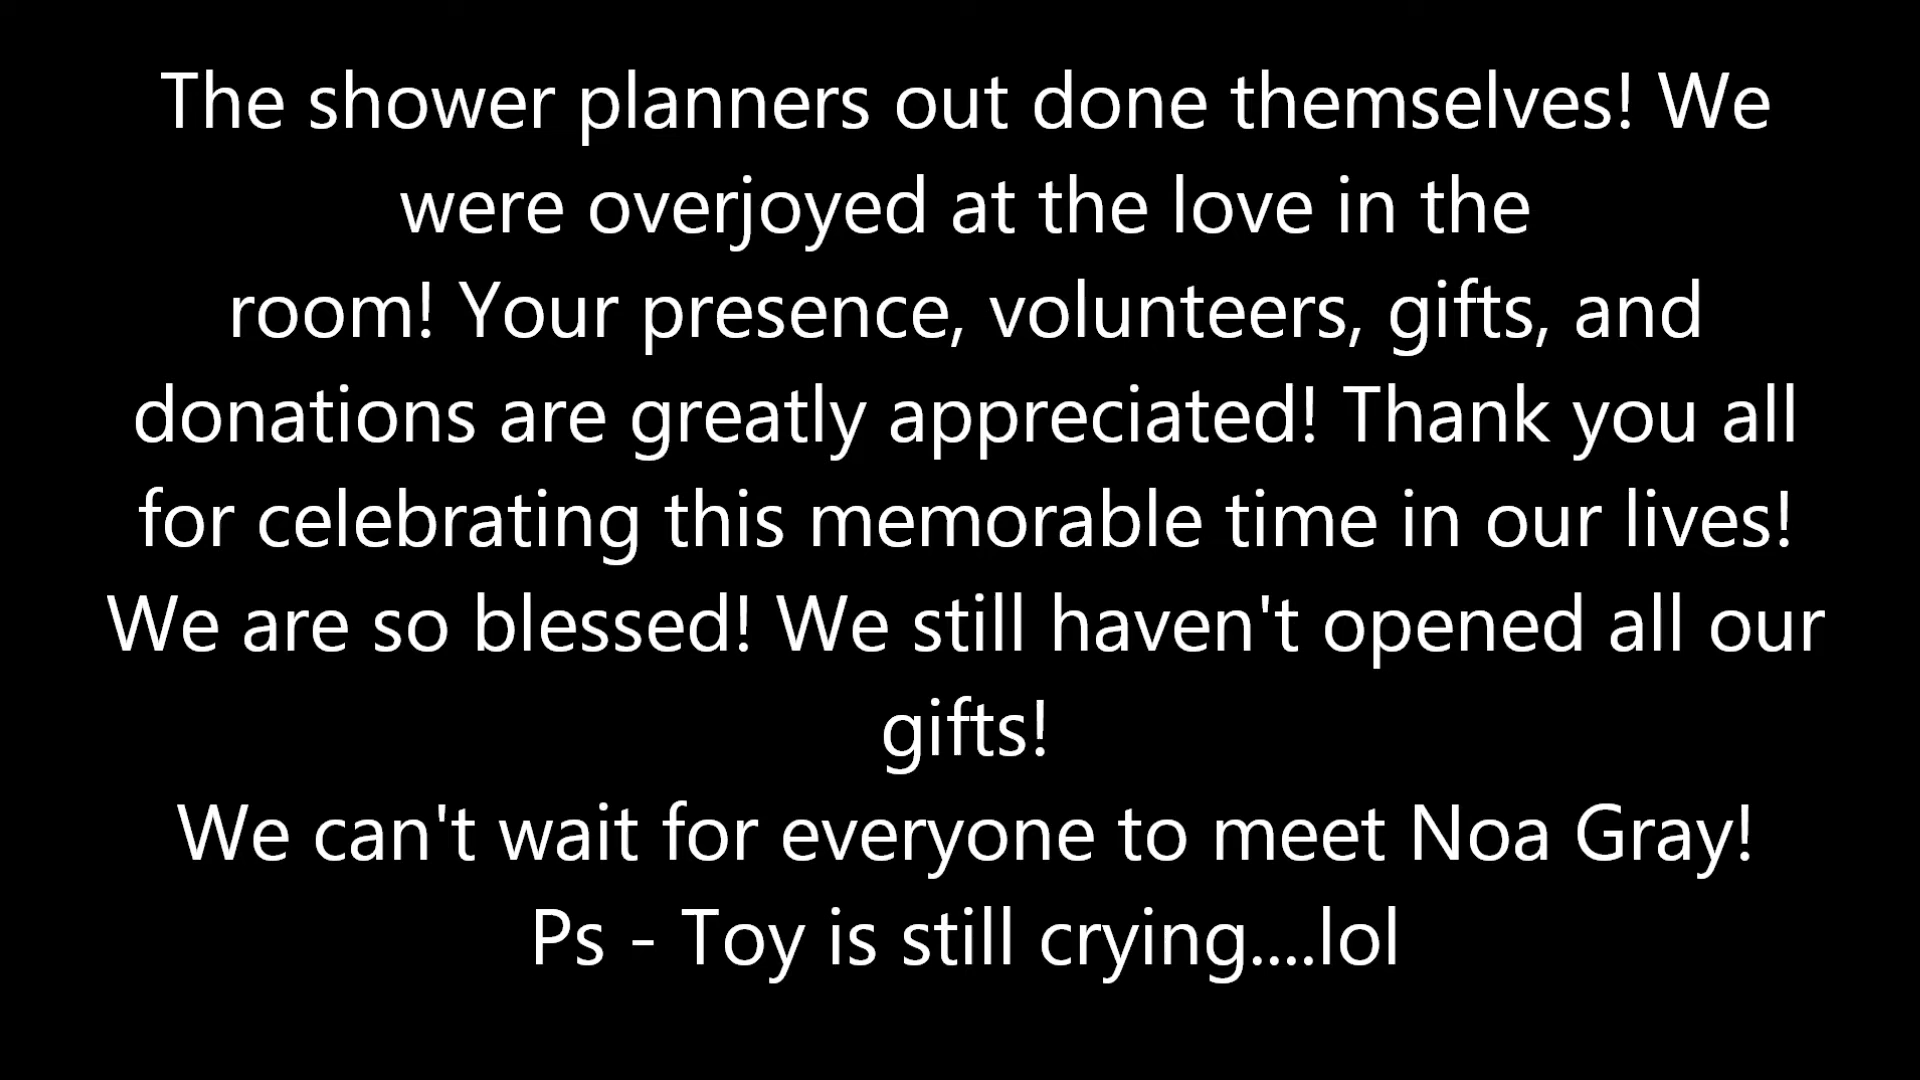 The shower planners out done themselves! We
were overjoyed at the love in the
room! Your presence, volunteers, gifts, and
donations are greatly appreciated! Thank you all
for celebrating this memorable time in our lives!
We are so blessed! We still haven't opened all our
gifts!
We can't wait for everyone to meet Noa Gray!
Ps - Toy is still crying....lol